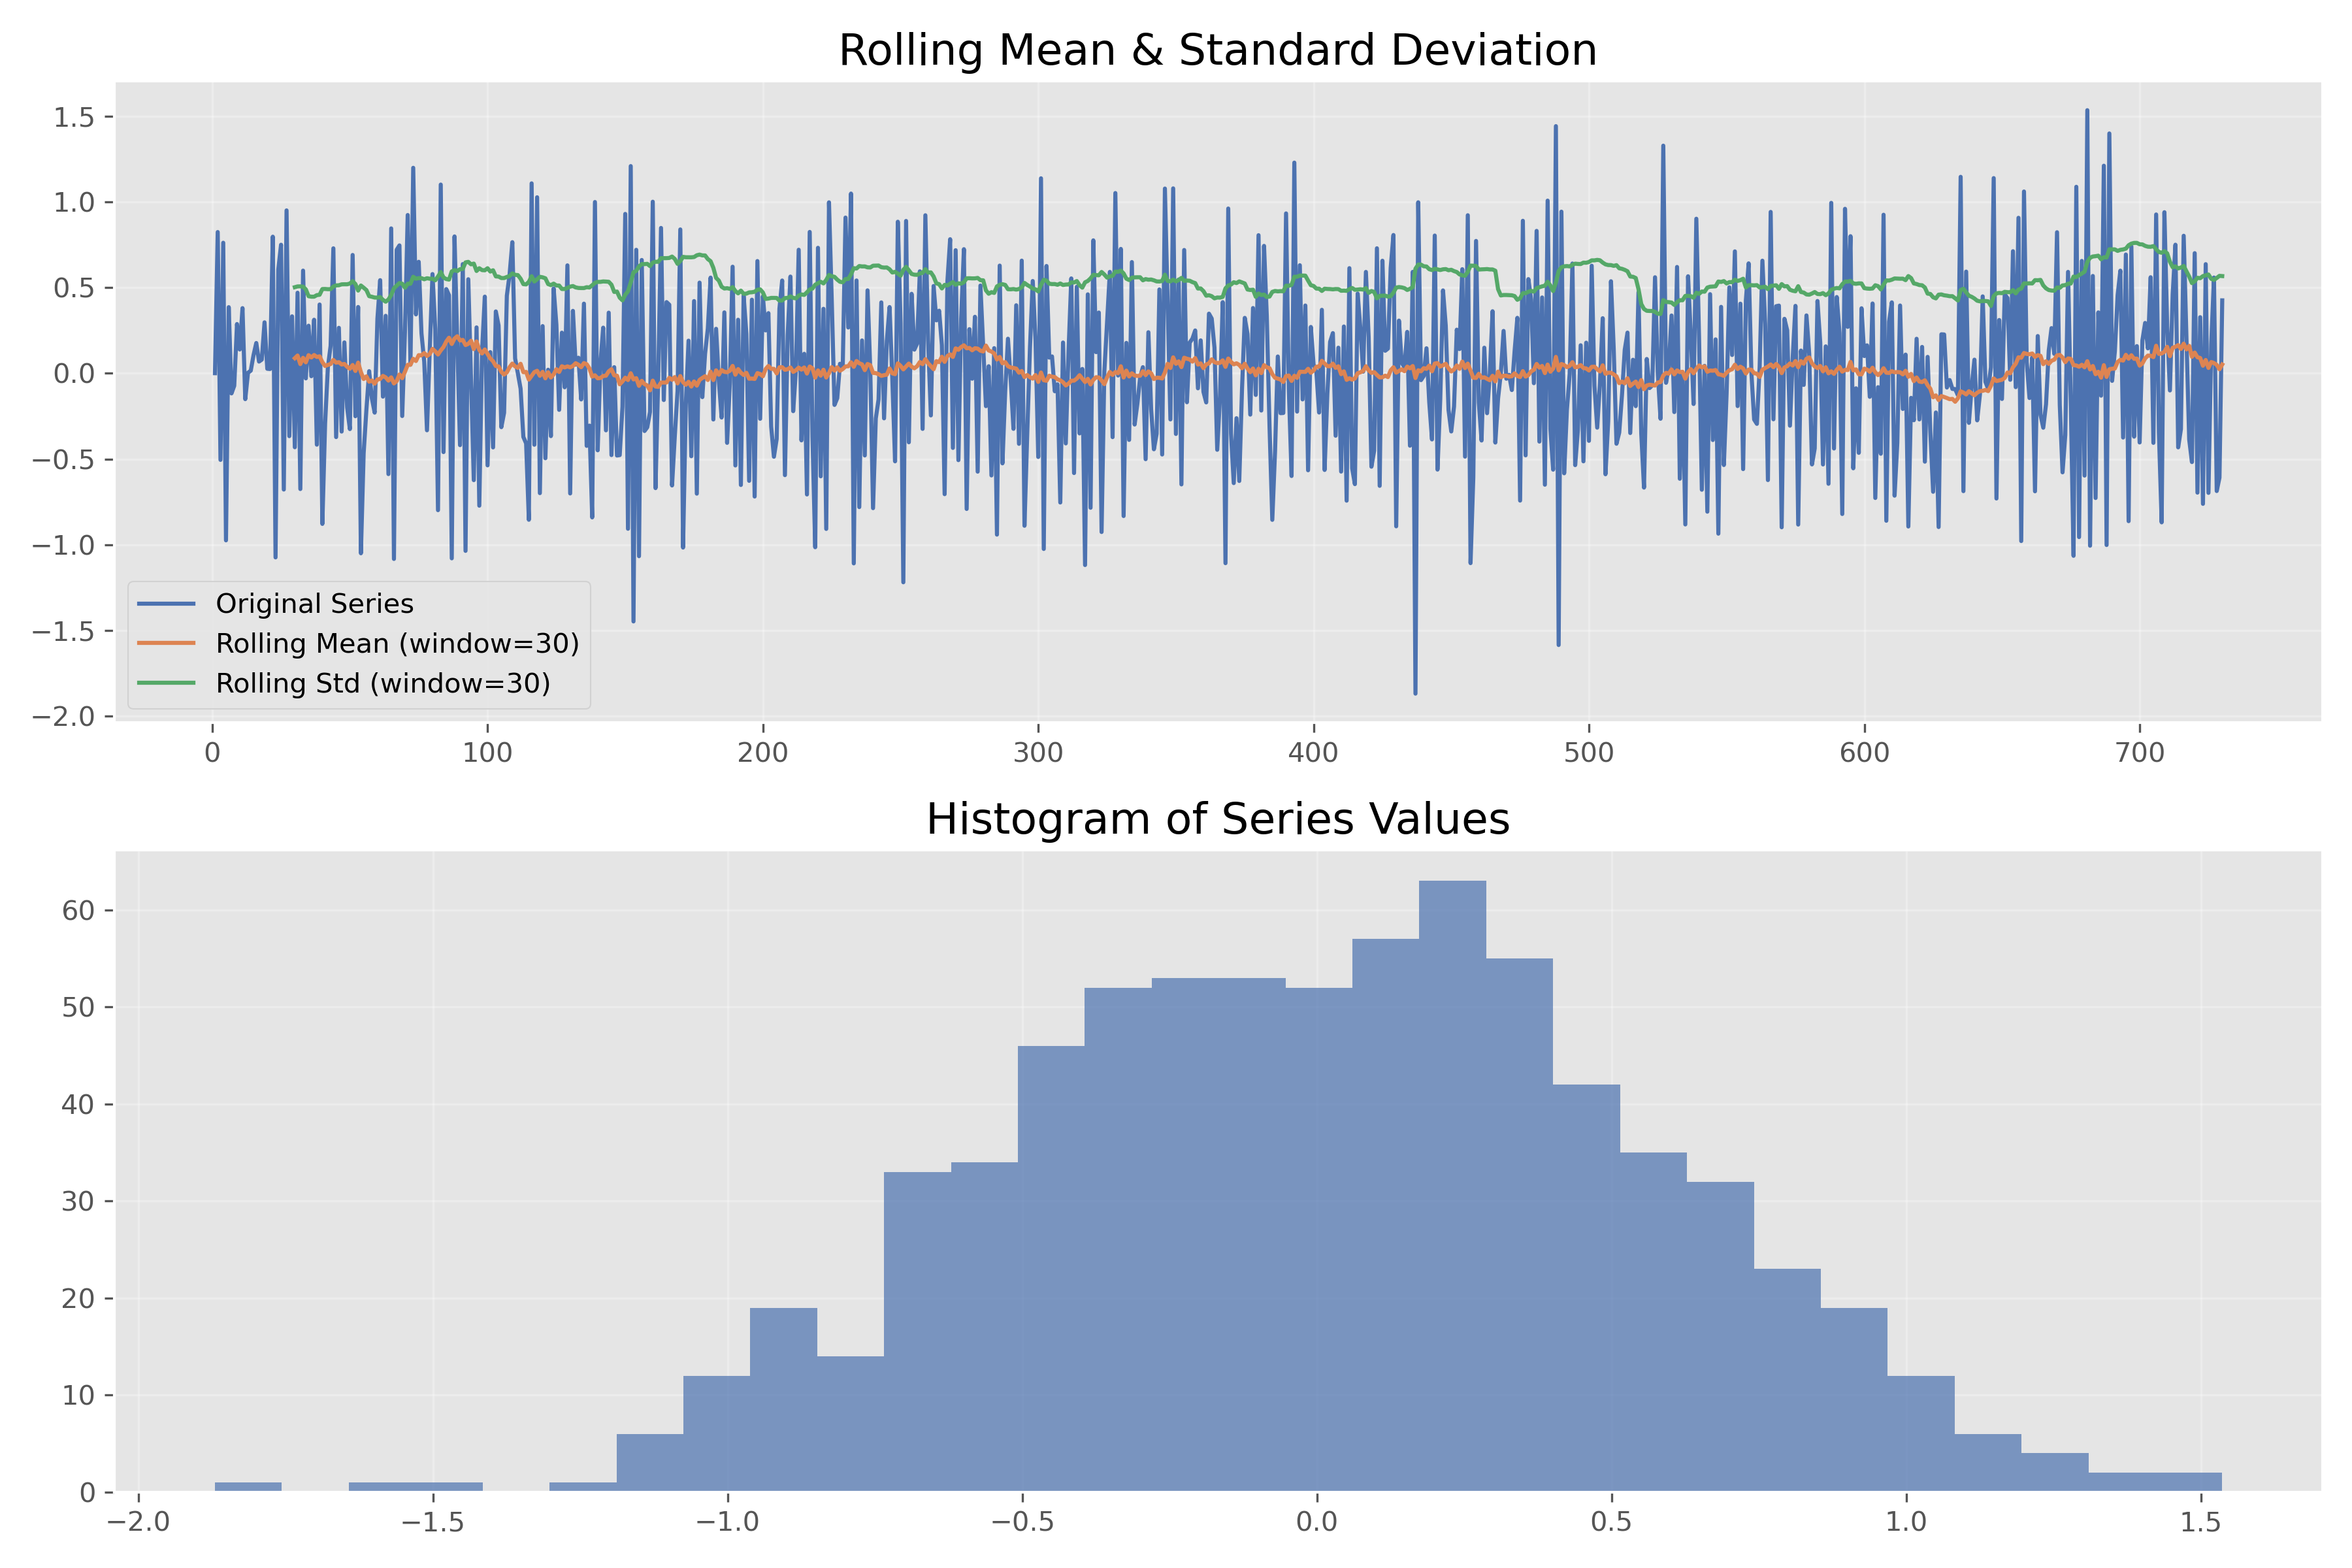 Rolling Mean & Standard Deviation
1.5
1.0
0.5
0.0
−0.5
−1.0
−1.5
−2.0
Original Series
Rolling Mean (window=30)
Rolling Std (window=30)
0 100 200 300 400 500 600 700
Histogram of Series Values
60
50
40
30
20
10
0
−2.0 −1.5 −1.0 −0.5 0.0 0.5 1.0 1.5